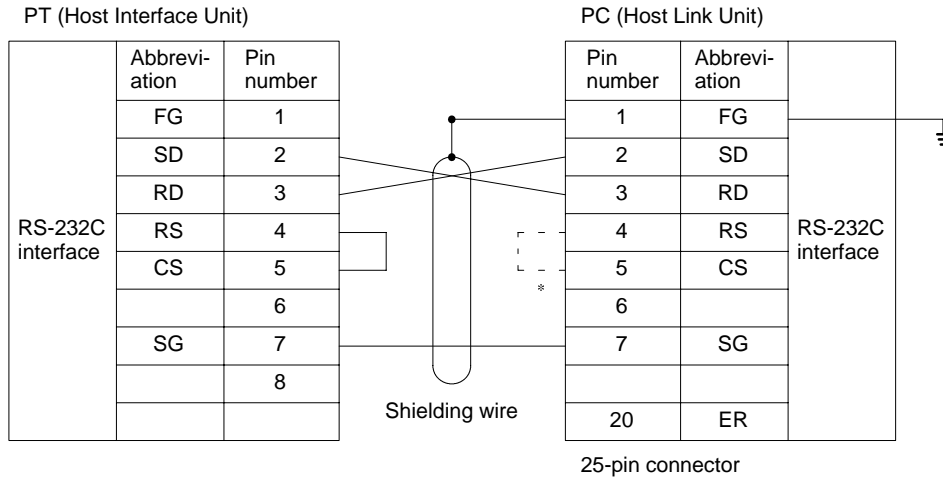 PT (Host Interface Unit) PC (Host Link Unit)
Abbrevi-ation Pin number Pin number Abbrevi-ation
FG 1 1 FG
SD 2 2 SD
RD 3 3 RD
RS-232C interface RS 4 4 RS RS-232C interface
CS 5 5 CS
* 
6 6
SG 7 7 SG
8
Shielding wire
20 ER
25-pin connector